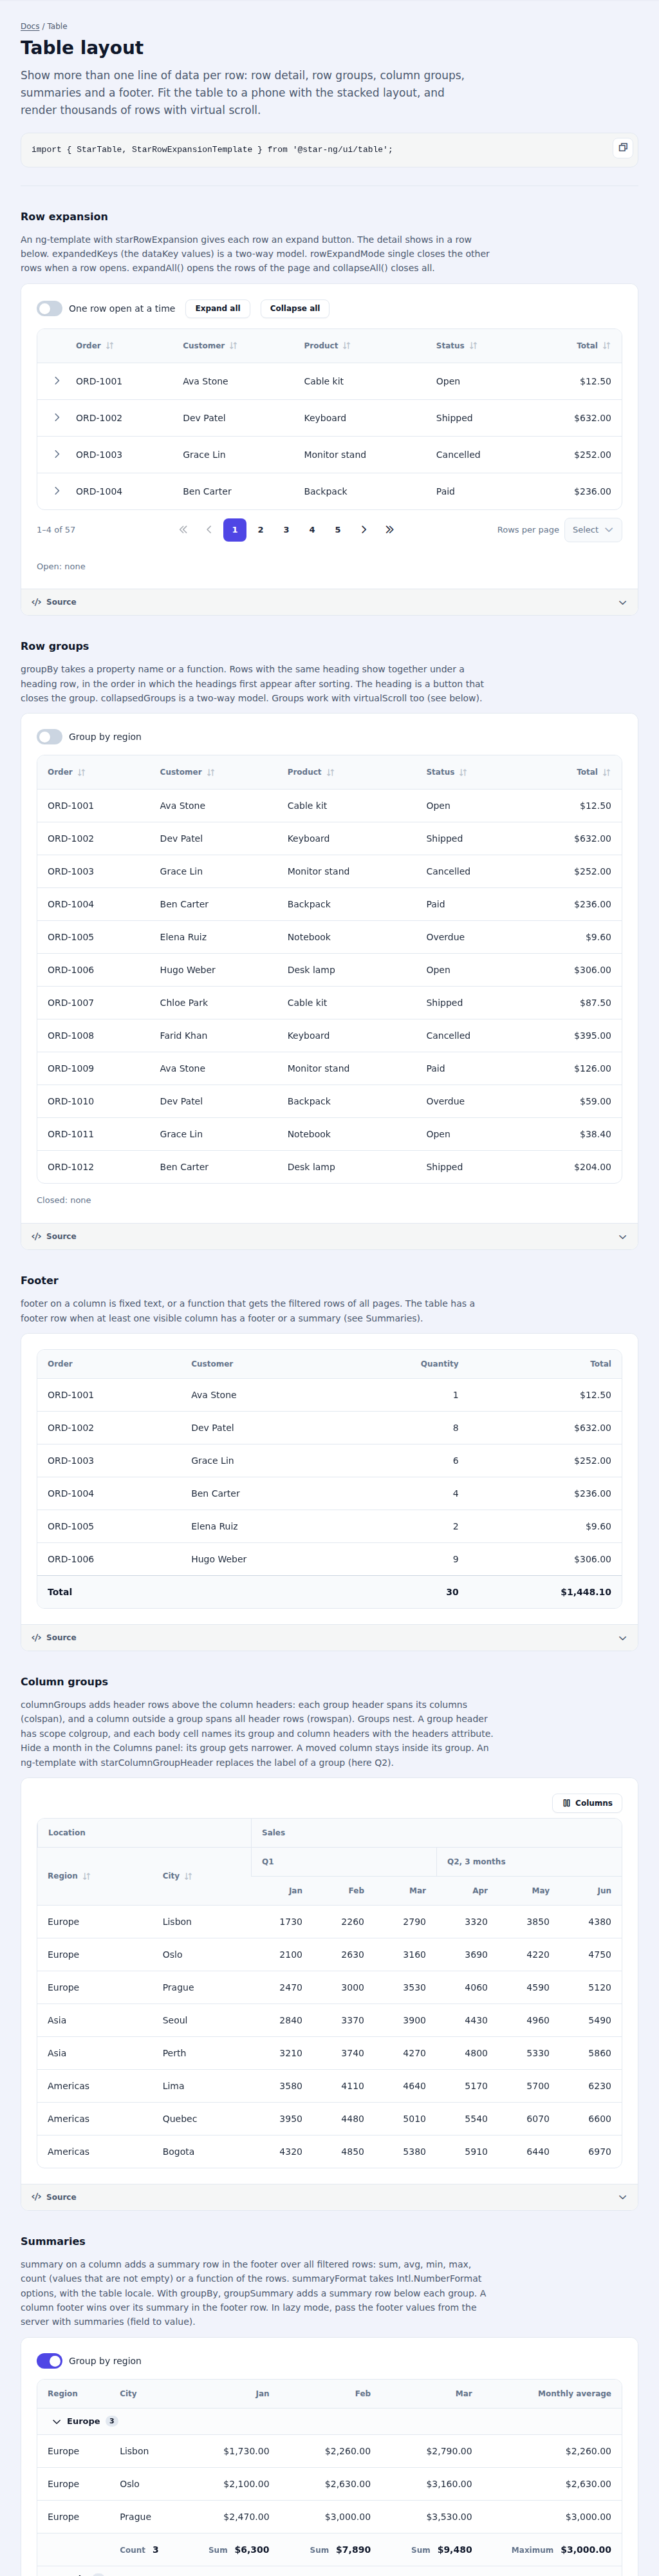 Docs / Table
Table layout
Show more than one line of data per row: row detail, row groups, column groups,
summaries and a footer. Fit the table to a phone with the stacked layout, and
render thousands of rows with virtual scroll.
import { StarTable, StarRowExpansionTemplate } from '@star-ng/ui/table';
Row expansion
An ng-template with starRowExpansion gives each row an expand button. The detail shows in a row
below. expandedKeys (the dataKey values) is a two-way model. rowExpandMode single closes the other
rows when a row opens. expandAll() opens the rows of the page and collapseAll() closes all.
One row open at a time Expand all Collapse all
Order Customer Product Status Total
ORD-1001 Ava Stone Cable kit Open $12.50
ORD-1002 Dev Patel Keyboard Shipped $632.00
ORD-1003 Grace Lin Monitor stand Cancelled $252.00
ORD-1004 Ben Carter Backpack Paid $236.00
1–4 of 57 1 2 3 4 5 Rows per page Select
Open: none
Source
Row groups
groupBy takes a property name or a function. Rows with the same heading show together under a
heading row, in the order in which the headings first appear after sorting. The heading is a button that
closes the group. collapsedGroups is a two-way model. Groups work with virtualScroll too (see below).
Group by region
Order Customer Product Status Total
ORD-1001 Ava Stone Cable kit Open $12.50
ORD-1002 Dev Patel Keyboard Shipped $632.00
ORD-1003 Grace Lin Monitor stand Cancelled $252.00
ORD-1004 Ben Carter Backpack Paid $236.00
ORD-1005 Elena Ruiz Notebook Overdue $9.60
ORD-1006 Hugo Weber Desk lamp Open $306.00
ORD-1007 Chloe Park Cable kit Shipped $87.50
ORD-1008 Farid Khan Keyboard Cancelled $395.00
ORD-1009 Ava Stone Monitor stand Paid $126.00
ORD-1010 Dev Patel Backpack Overdue $59.00
ORD-1011 Grace Lin Notebook Open $38.40
ORD-1012 Ben Carter Desk lamp Shipped $204.00
Closed: none
Source
Footer
footer on a column is fixed text, or a function that gets the filtered rows of all pages. The table has a
footer row when at least one visible column has a footer or a summary (see Summaries).
Order Customer Quantity Total
ORD-1001 Ava Stone 1 $12.50
ORD-1002 Dev Patel 8 $632.00
ORD-1003 Grace Lin 6 $252.00
ORD-1004 Ben Carter 4 $236.00
ORD-1005 Elena Ruiz 2 $9.60
ORD-1006 Hugo Weber 9 $306.00
Total 30 $1,448.10
Source
Column groups
columnGroups adds header rows above the column headers: each group header spans its columns
(colspan), and a column outside a group spans all header rows (rowspan). Groups nest. A group header
has scope colgroup, and each body cell names its group and column headers with the headers attribute.
Hide a month in the Columns panel: its group gets narrower. A moved column stays inside its group. An
ng-template with starColumnGroupHeader replaces the label of a group (here Q2).
Columns
Location Sales
Q1 Q2, 3 months
Region City
Jan Feb Mar Apr May Jun
Europe Lisbon 1730 2260 2790 3320 3850 4380
Europe Oslo 2100 2630 3160 3690 4220 4750
Europe Prague 2470 3000 3530 4060 4590 5120
Asia Seoul 2840 3370 3900 4430 4960 5490
Asia Perth 3210 3740 4270 4800 5330 5860
Americas Lima 3580 4110 4640 5170 5700 6230
Americas Quebec 3950 4480 5010 5540 6070 6600
Americas Bogota 4320 4850 5380 5910 6440 6970
Source
Summaries
summary on a column adds a summary row in the footer over all filtered rows: sum, avg, min, max,
count (values that are not empty) or a function of the rows. summaryFormat takes Intl.NumberFormat
options, with the table locale. With groupBy, groupSummary adds a summary row below each group. A
column footer wins over its summary in the footer row. In lazy mode, pass the footer values from the
server with summaries (field to value).
Group by region
Region City Jan Feb Mar Monthly average
Europe 3
Europe Lisbon $1,730.00 $2,260.00 $2,790.00 $2,260.00
Europe Oslo $2,100.00 $2,630.00 $3,160.00 $2,630.00
Europe Prague $2,470.00 $3,000.00 $3,530.00 $3,000.00
Count 3 Sum $6,300 Sum $7,890 Sum $9,480 Maximum $3,000.00